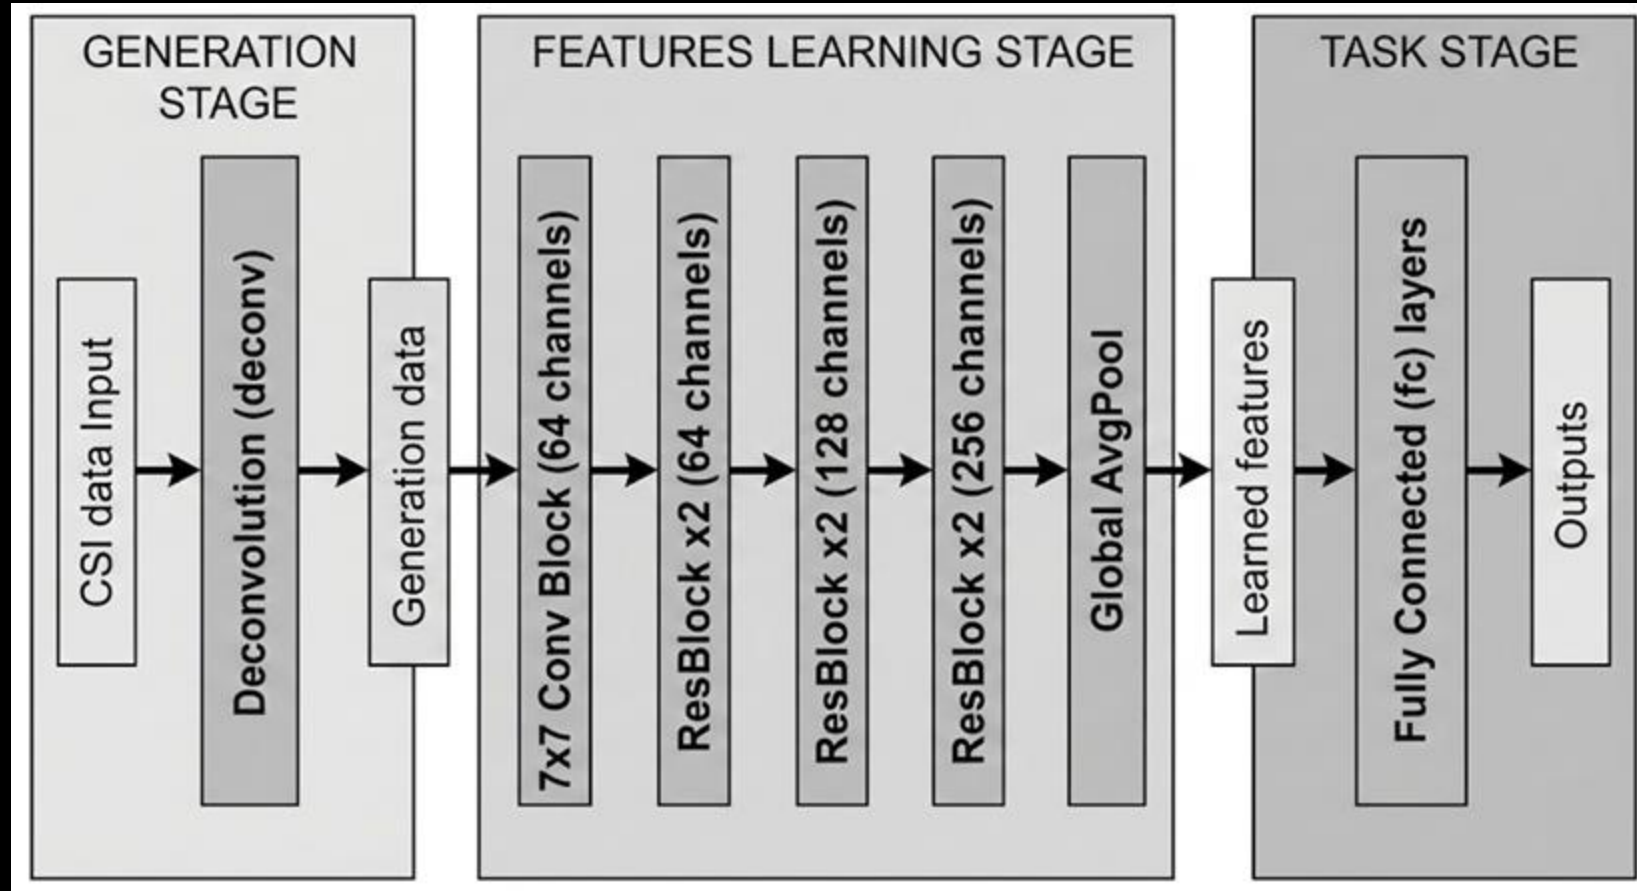 GENERATION
STAGE
CSI data Input
Deconvolution (deconv)
Generation data
FEATURES LEARNING STAGE
7x7 Conv Block (64 channels)
ResBlock x2 (64 channels)
ResBlock x2 (128 channels)
ResBlock x2 (256 channels)
Global AvgPool
Learned features
TASK STAGE
Fully Connected (fc) layers
Outputs